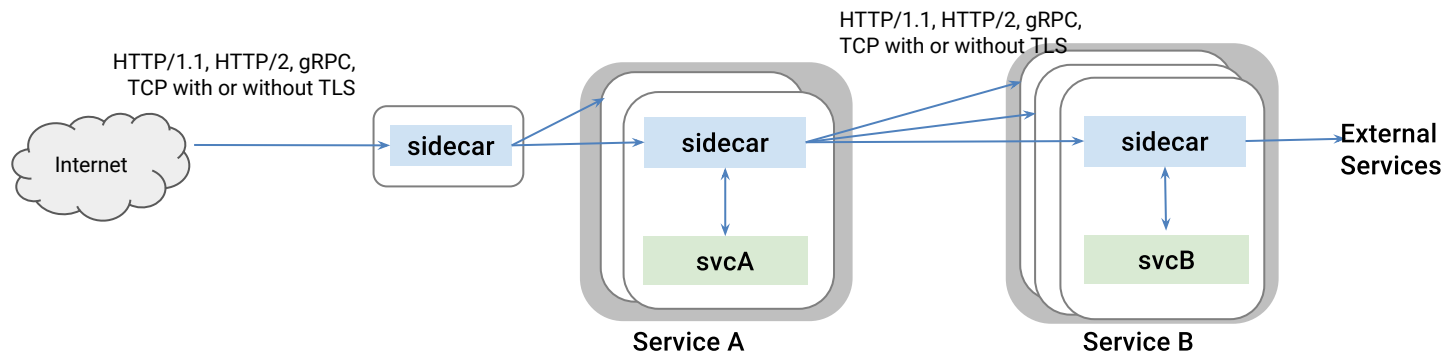 HTTP/1.1, HTTP/2, gRPC,
TCP with or without TLS
HTTP/1.1, HTTP/2, gRPC,
TCP with or without TLS
Internet
sidecar
sidecar
svcA
Service A
sidecar
svcB
Service B
External
Services